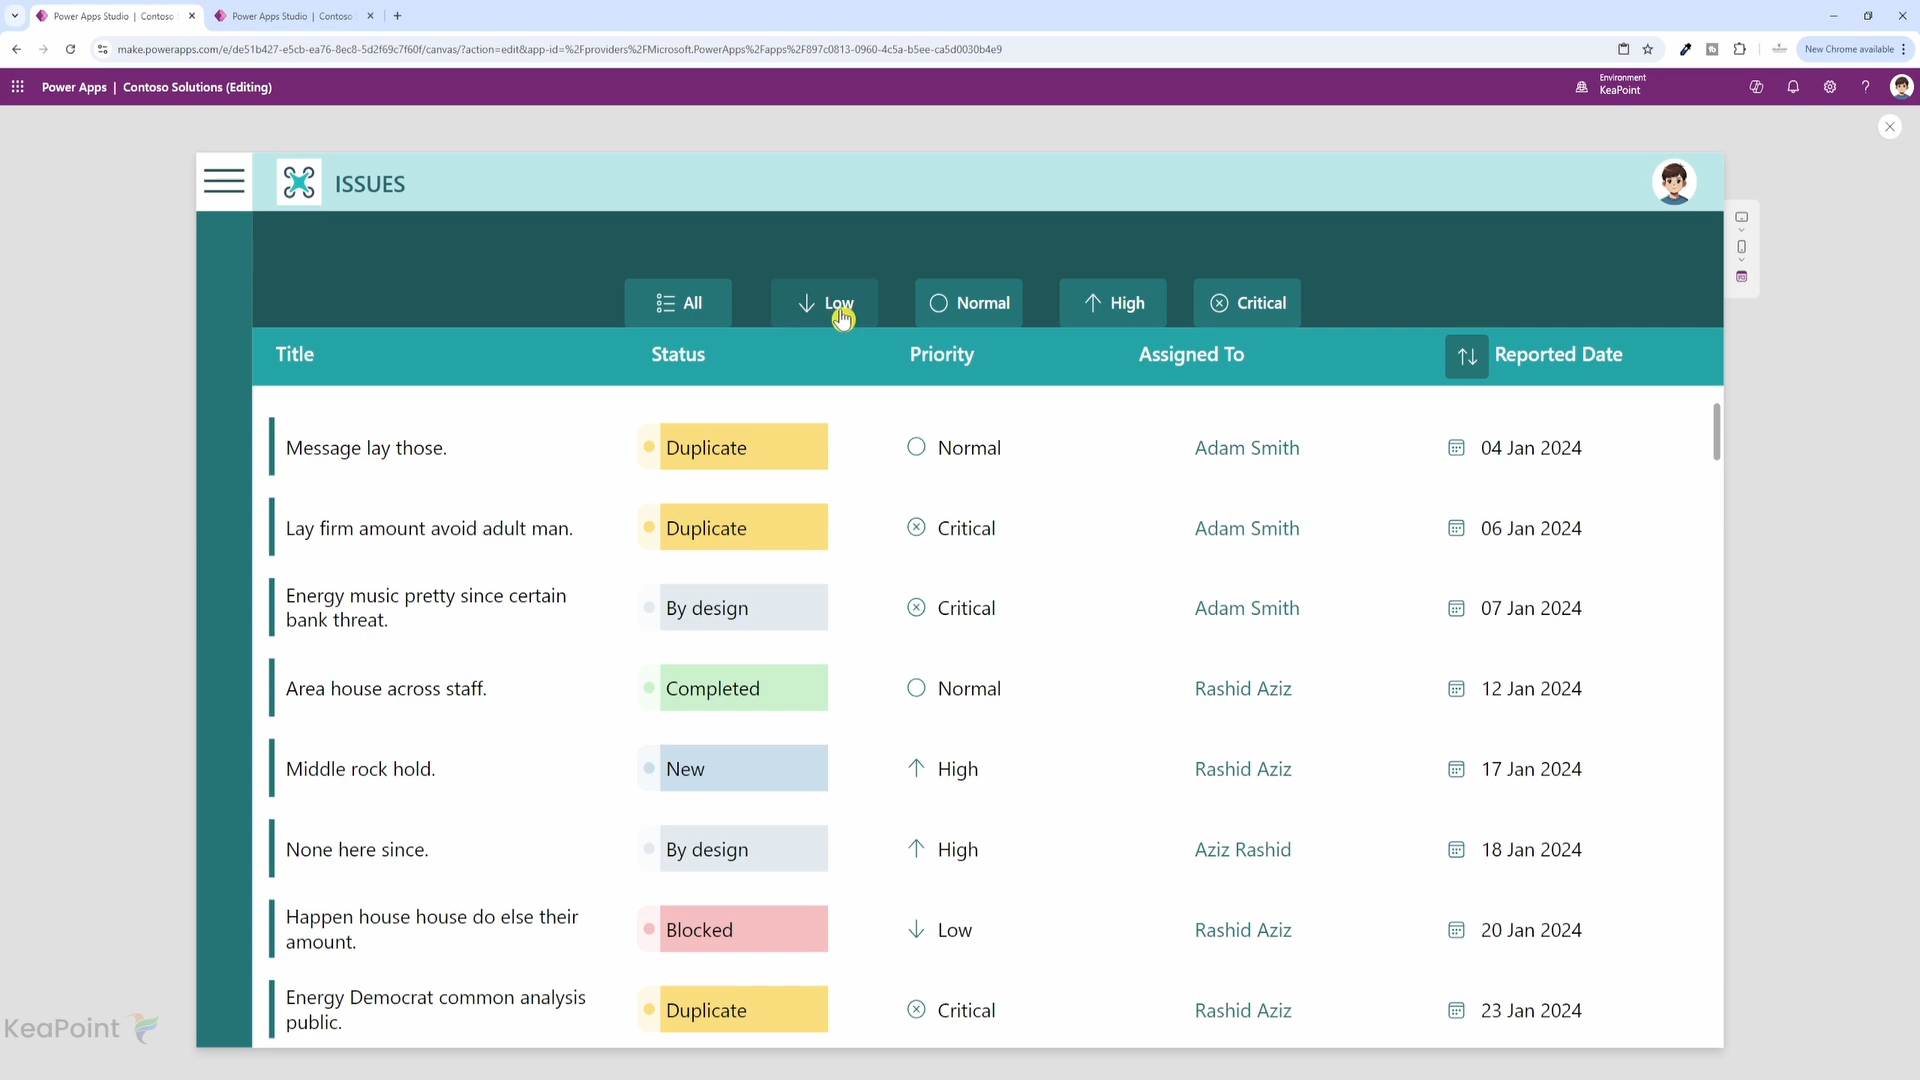 Power Apps Studio | Contoso
Power Apps Studio | Contoso
make.powerapps.com/e/de51b427-e5cb-ea76-8ec8-5d2f69c7f60f/canvas/?action=edit&app-id=%2Fproviders%2FMicrosoft.PowerApps%2Fapps%2F897c0813-0960-4c5a-b5ee-ca5d0030b4e9
New Chrome available
Power Apps | Contoso Solutions (Editing)
Environment
KeaPoint
ISSUES
All
Low
Normal
High
Critical
Title Status Priority Assigned To Reported Date
Message lay those. Duplicate Normal Adam Smith 04 Jan 2024
Lay firm amount avoid adult man. Duplicate Critical Adam Smith 06 Jan 2024
Energy music pretty since certain
bank threat.
By design Critical Adam Smith 07 Jan 2024
Area house across staff. Completed Normal Rashid Aziz 12 Jan 2024
Middle rock hold. New High Rashid Aziz 17 Jan 2024
None here since. By design High Aziz Rashid 18 Jan 2024
Happen house house do else their
amount.
Blocked Low Rashid Aziz 20 Jan 2024
Energy Democrat common analysis
public.
Duplicate Critical Rashid Aziz 23 Jan 2024
KeaPoint